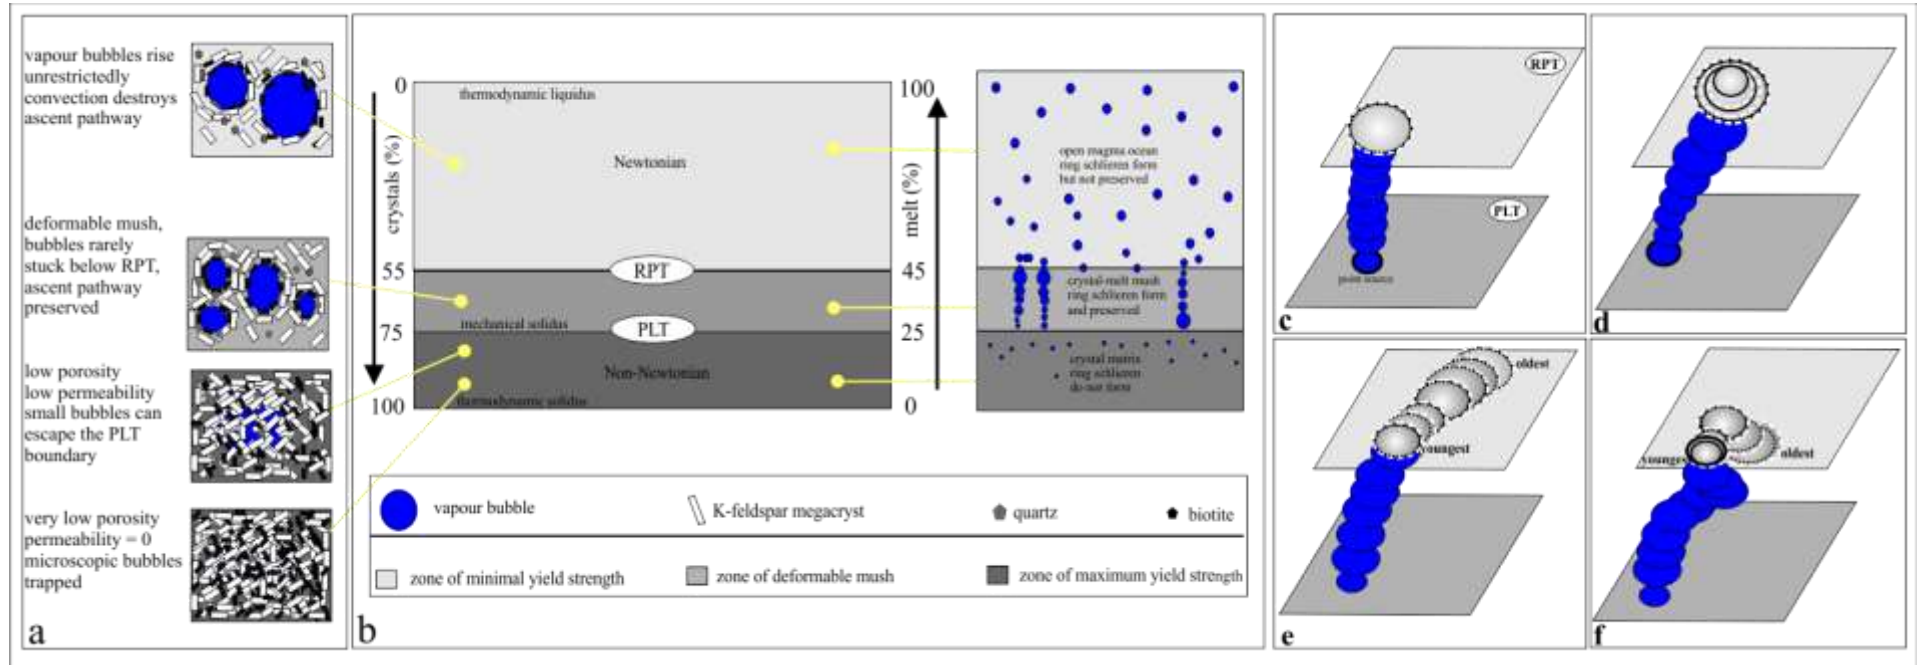 vapour bubbles rise
unrestrictedly
convection destroys
ascent pathway
deformable mush,
bubbles rarely
stuck below RPT,
ascent pathway
preserved
low porosity
low permeability
small bubbles can
escape the PLT
boundary
very low porosity
permeability = 0
microscopic bubbles
trapped
a
0
100
thermodynamic liquidus
crystals (%)
Newtonian
melt (%)
55
RPT
45
mechanical solidus
75
PLT
25
Non-Newtonian
100
thermodynamic solidus
0
open magma ocean
ring schlieren form
but not preserved
crystal-melt mush
ring schlieren form
and preserved
crystal matrix
ring schlieren
do not form
vapour bubble
K-feldspar megacryst
quartz
biotite
zone of minimal yield strength
zone of deformable mush
zone of maximum yield strength
b
RPT
PLT
point source
c
d
oldest
youngest
e
youngest
oldest
f